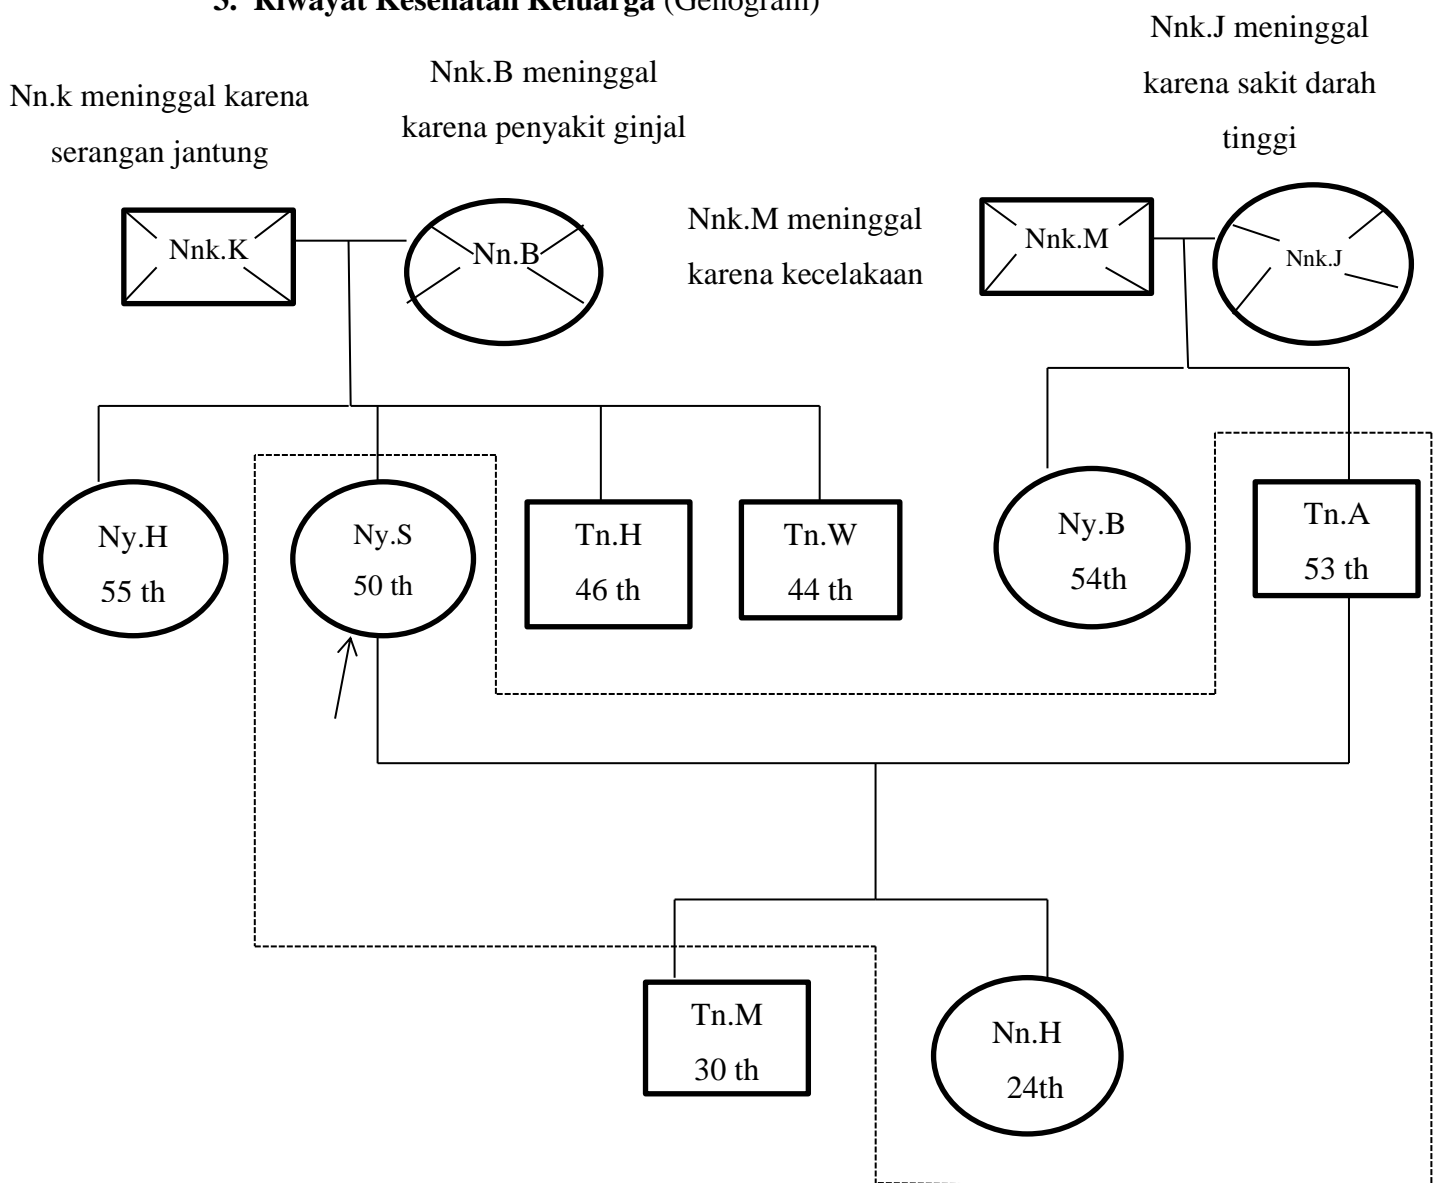 3. Riwayat Kesehatan Keluarga (Genogram)
Nn.k meninggal karena
serangan jantung
Nnk.B meninggal
karena penyakit ginjal
Nnk.J meninggal
karena sakit darah
tinggi
Nnk.M meninggal
karena kecelakaan
Nnk.K
Nn.B
Nnk.M
Nnk.J
Ny.H
55 th
Ny.S
50 th
Tn.H
46 th
Tn.W
44 th
Ny.B
54th
Tn.A
53 th
Tn.M
30 th
Nn.H
24th